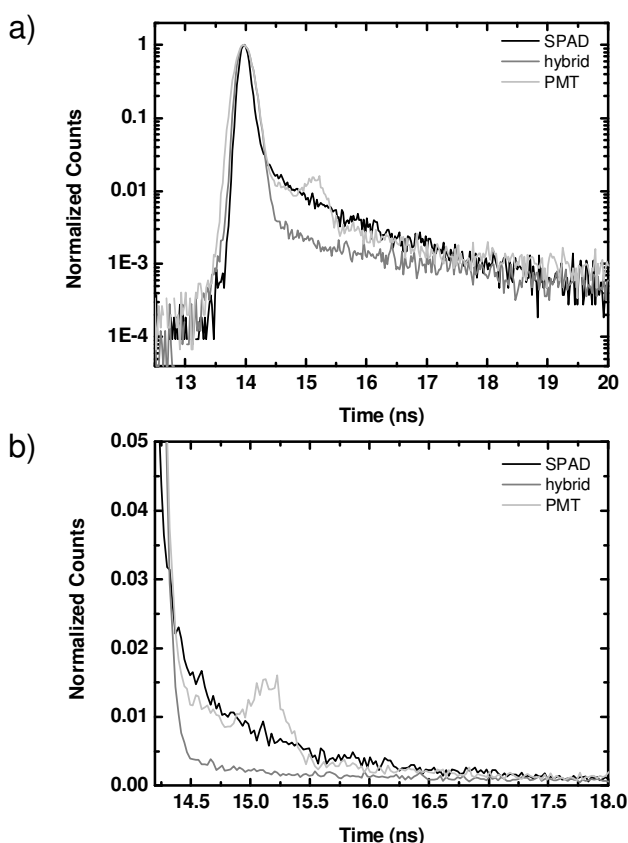 a)
SPAD
hybrid
PMT
1
0.1
0.01
1E-3
1E-4
Normalized Counts
13 14 15 16 17 18 19 20
Time (ns)
b)
SPAD
hybrid
PMT
0.05
0.04
0.03
0.02
0.01
0.00
Normalized Counts
14.5 15.0 15.5 16.0 16.5 17.0 17.5 18.0
Time (ns)